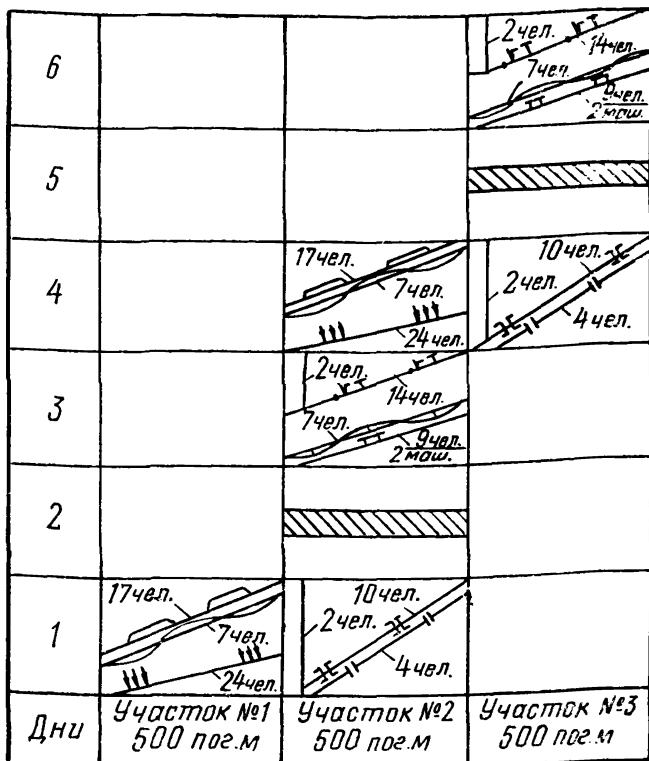 6
2чел.
14чел.
7чел.
9чел.
2маш.
5
4
17чел.
7чел.
24чел.
10чел.
2чел.
4чел.
3
2чел.
14чел.
7чел.
9чел.
2маш.
2
1
17чел.
7чел.
24чел.
10чел.
2чел.
4чел.
Дни
Участок №1
500 пог.м
Участок №2
500 пог.м
Участок №3
500 пог.м